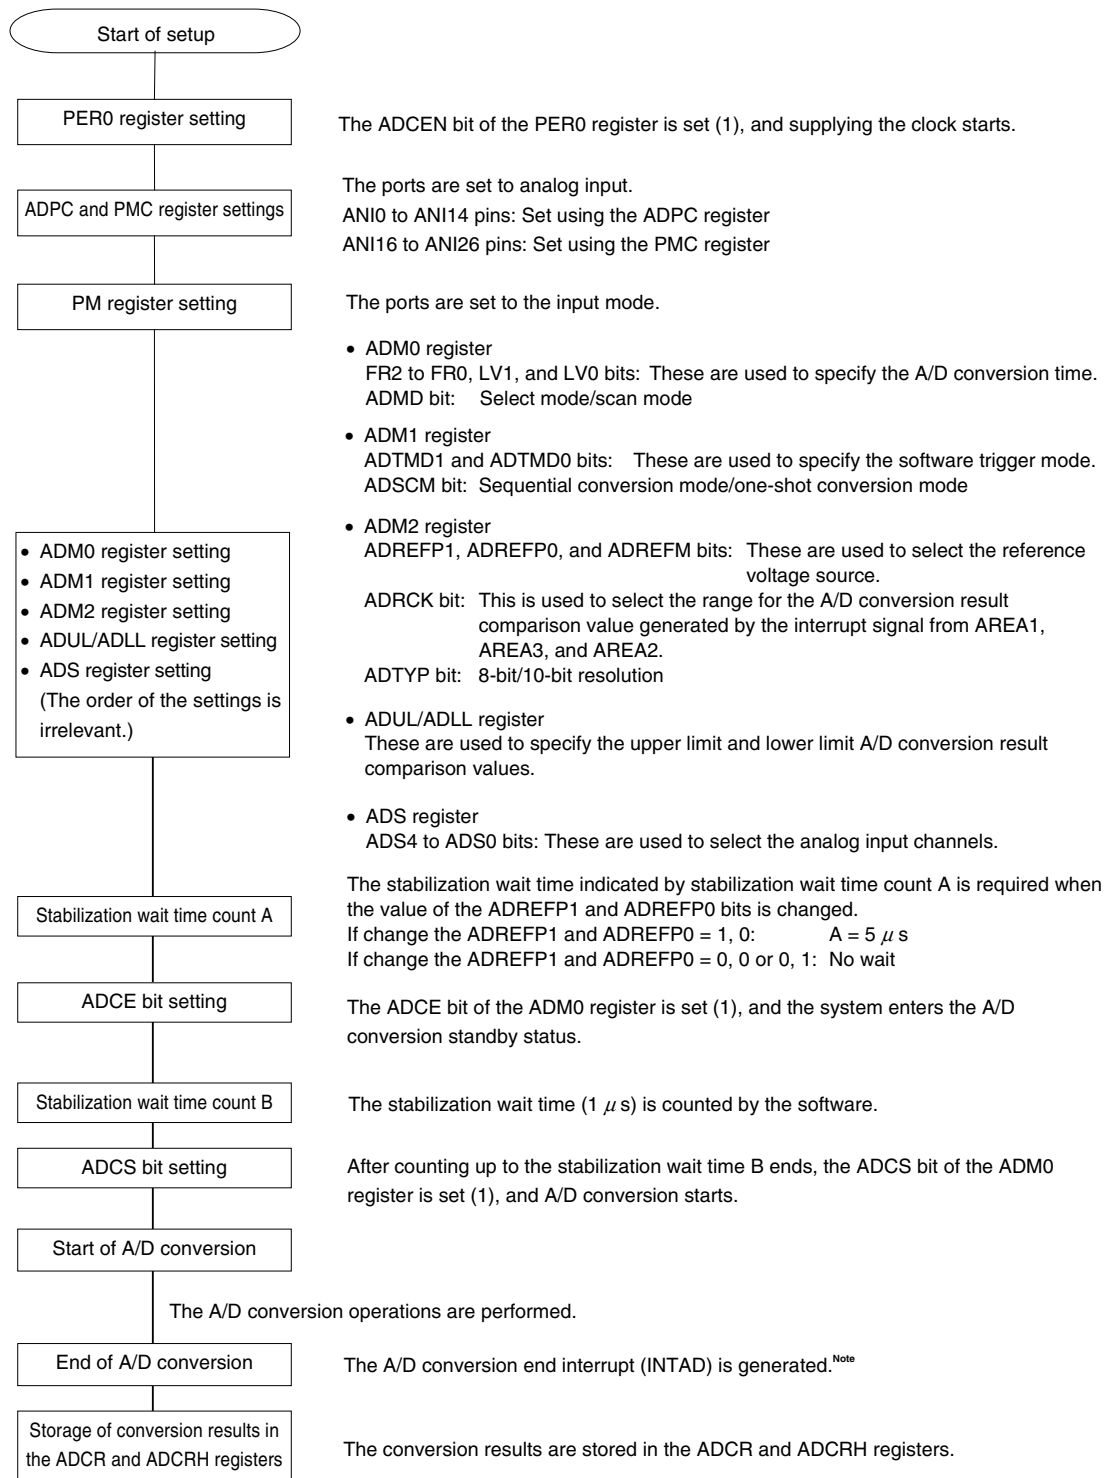 Start of setup
PER0 register setting
The ADCEN bit of the PER0 register is set (1), and supplying the clock starts.
ADPC and PMC register settings
The ports are set to analog input.
ANI0 to ANI14 pins: Set using the ADPC register
ANI16 to ANI26 pins: Set using the PMC register
PM register setting
The ports are set to the input mode.
• ADM0 register setting
• ADM1 register setting
• ADM2 register setting
• ADUL/ADLL register setting
• ADS register setting
(The order of the settings is
irrelevant.)
• ADM0 register
FR2 to FR0, LV1, and LV0 bits: These are used to specify the A/D conversion time.
ADMD bit: Select mode/scan mode
• ADM1 register
ADTMD1 and ADTMD0 bits: These are used to specify the software trigger mode.
ADSCM bit: Sequential conversion mode/one-shot conversion mode
• ADM2 register
ADREFP1, ADREFP0, and ADREFM bits: These are used to select the reference
voltage source.
ADRCK bit: This is used to select the range for the A/D conversion result
comparison value generated by the interrupt signal from AREA1,
AREA3, and AREA2.
ADTYP bit: 8-bit/10-bit resolution
• ADUL/ADLL register
These are used to specify the upper limit and lower limit A/D conversion result
comparison values.
• ADS register
ADS4 to ADS0 bits: These are used to select the analog input channels.
Stabilization wait time count A
The stabilization wait time indicated by stabilization wait time count A is required when
the value of the ADREFP1 and ADREFP0 bits is changed.
If change the ADREFP1 and ADREFP0 = 1, 0: A = 5 μ s
If change the ADREFP1 and ADREFP0 = 0, 0 or 0, 1: No wait
ADCE bit setting
The ADCE bit of the ADM0 register is set (1), and the system enters the A/D
conversion standby status.
Stabilization wait time count B
The stabilization wait time (1 μ s) is counted by the software.
ADCS bit setting
After counting up to the stabilization wait time B ends, the ADCS bit of the ADM0
register is set (1), and A/D conversion starts.
Start of A/D conversion
The A/D conversion operations are performed.
End of A/D conversion
The A/D conversion end interrupt (INTAD) is generated.Note
Storage of conversion results in
the ADCR and ADCRH registers
The conversion results are stored in the ADCR and ADCRH registers.